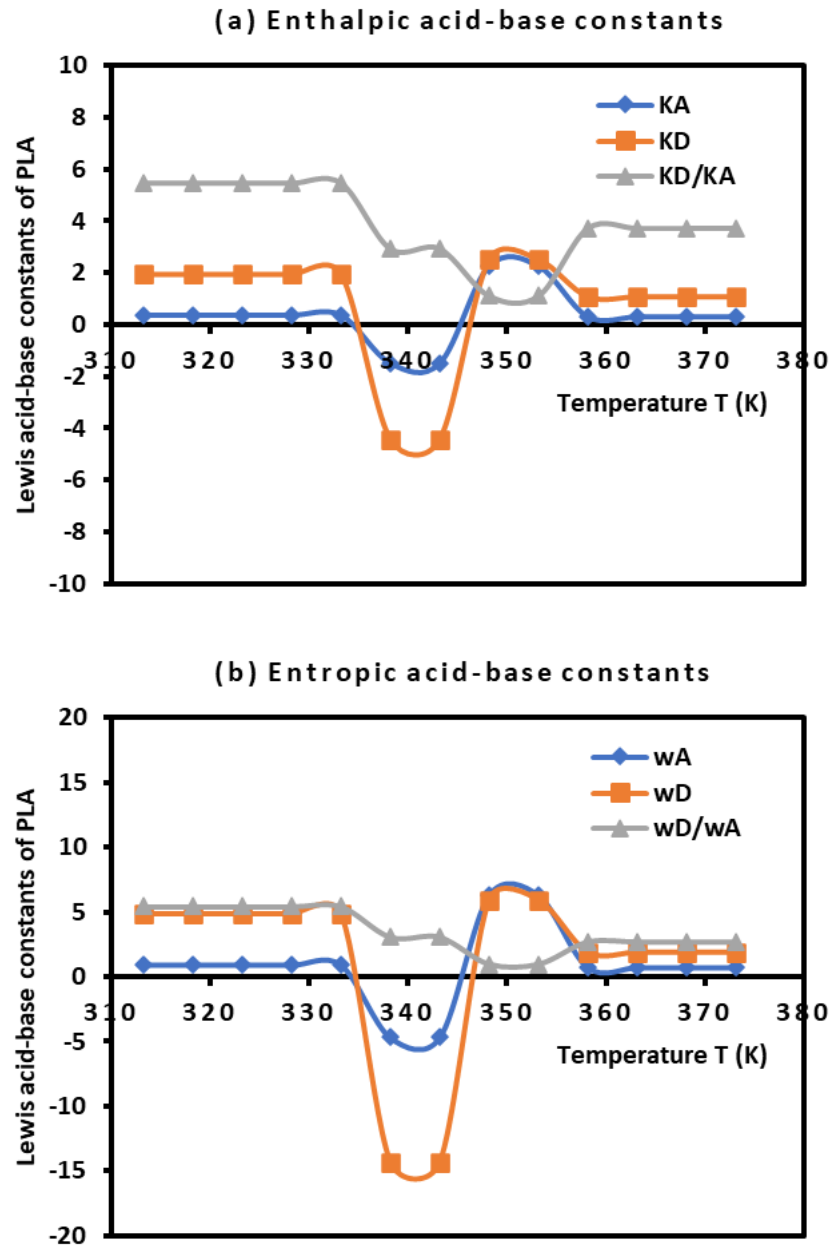 (a) Enthalpic acid-base constants
10
8
6
4
2
0
-2
-4
-6
-8
-10
Lewis acid-base constants of PLA
KA
KD
KD/KA
310 320 330 340 350 360 370 380
Temperature T (K)
(b) Entropic acid-base constants
20
15
10
5
0
-5
-10
-15
-20
Lewis acid-base constants of PLA
wA
wD
wD/wA
310 320 330 340 350 360 370 380
Temperature T (K)